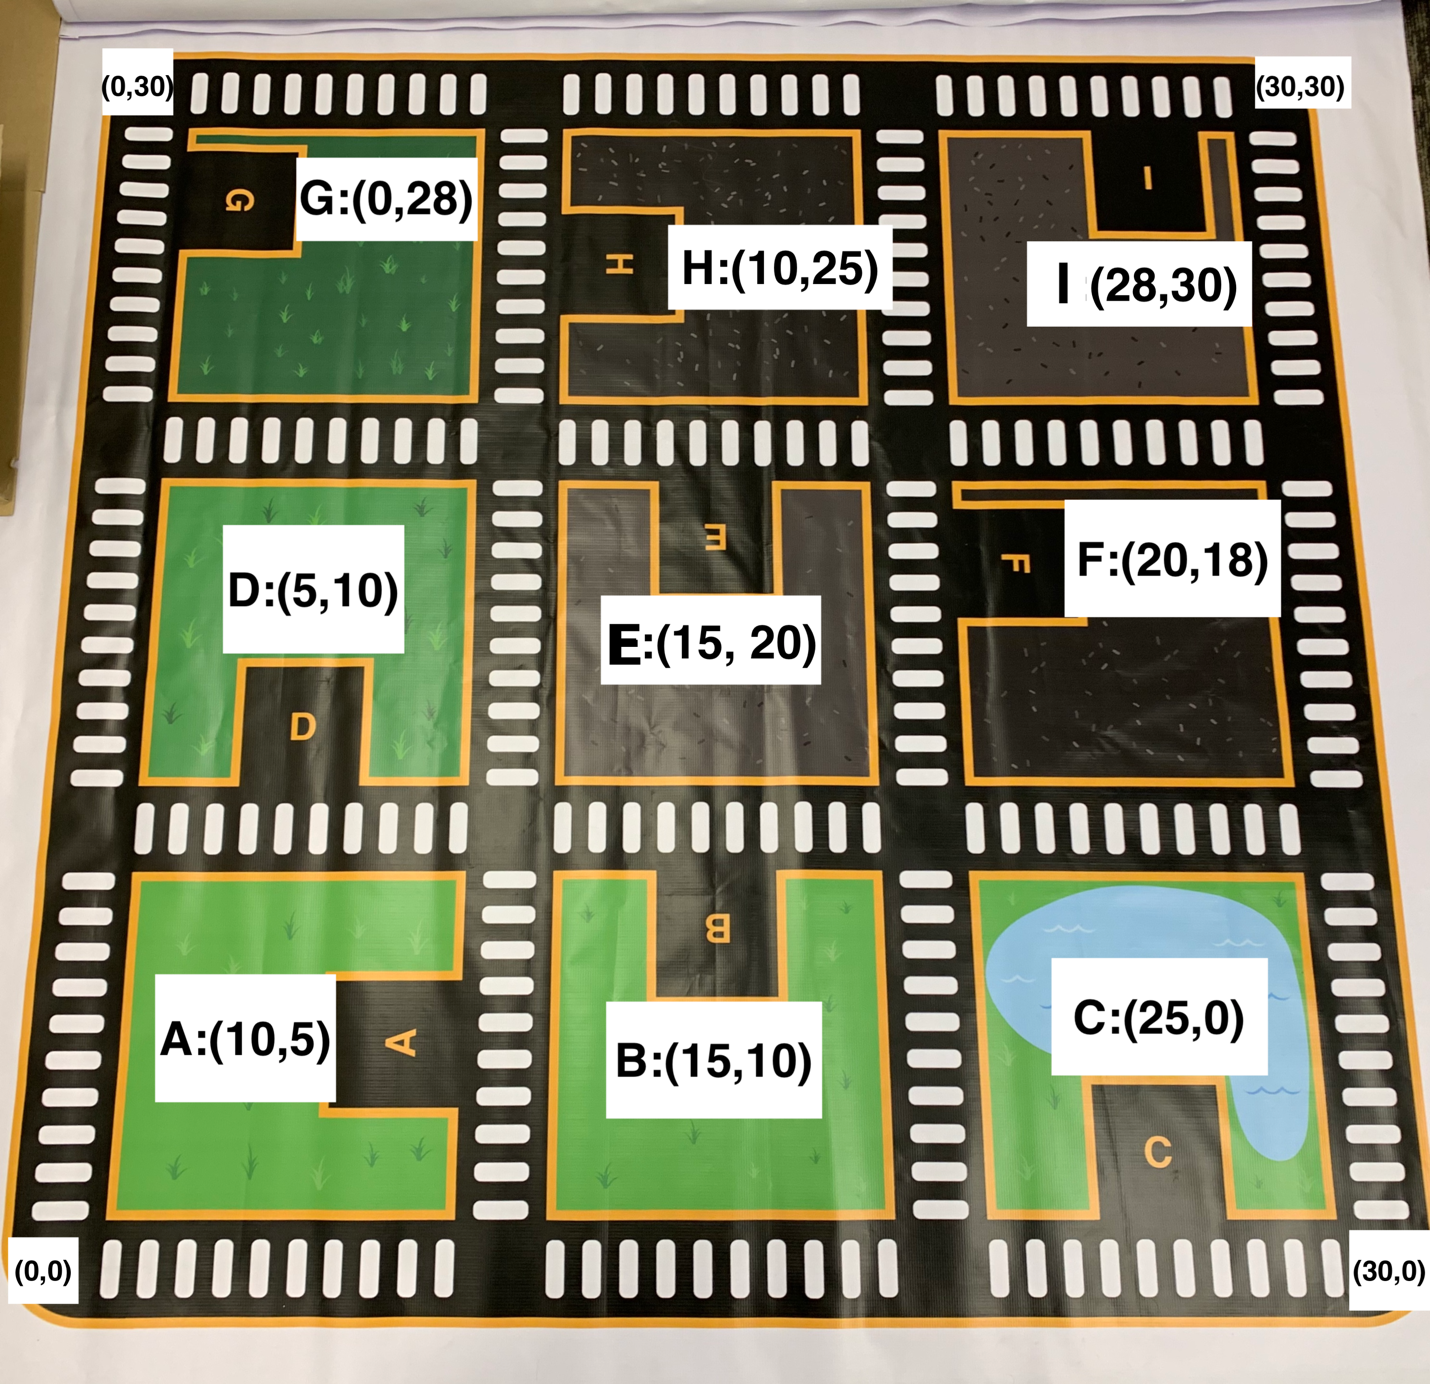 (0,30)
(30,30)
G
G:(0,28)
H
H:(10,25)
I
I (28,30)
D:(5,10)
D
E
E:(15, 20)
F
F:(20,18)
A:(10,5)
A
B
B:(15,10)
C:(25,0)
C
(0,0)
(30,0)